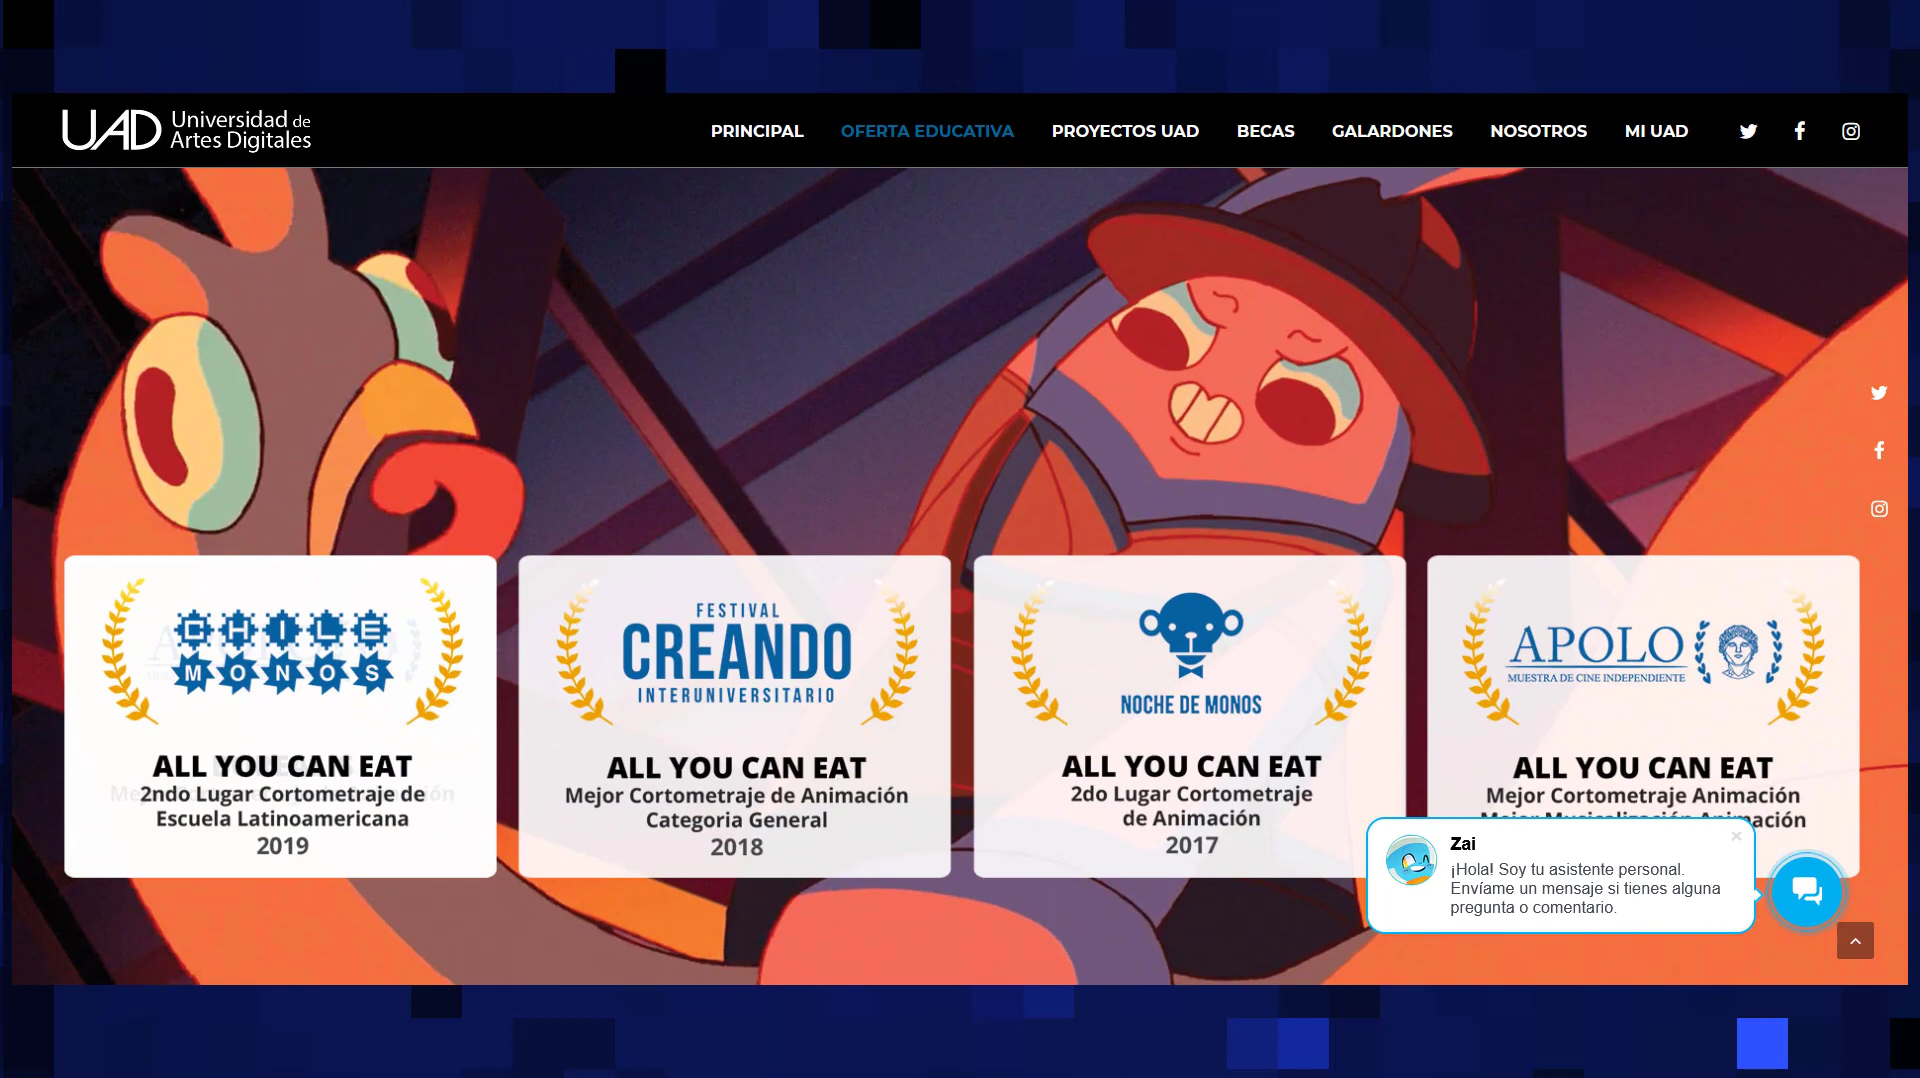 UAD Universidad de
Artes Digitales
PRINCIPAL OFERTA EDUCATIVA PROYECTOS UAD BECAS GALARDONES NOSOTROS MI UAD
CHILE
MONOS
ALL YOU CAN EAT
2ndo Lugar Cortometraje de
Escuela Latinoamericana
2019
FESTIVAL
CREANDO
INTERUNIVERSITARIO
ALL YOU CAN EAT
Mejor Cortometraje de Animación
Categoria General
2018
NOCHE DE MONOS
ALL YOU CAN EAT
2do Lugar Cortometraje
de Animación
2017
APOLO
MUESTRA DE CINE INDEPENDIENTE
ALL YOU CAN EAT
Mejor Cortometraje Animación
Mejor Musicalización Animación
Zai
¡Hola! Soy tu asistente personal.
Envíame un mensaje si tienes alguna
pregunta o comentario.